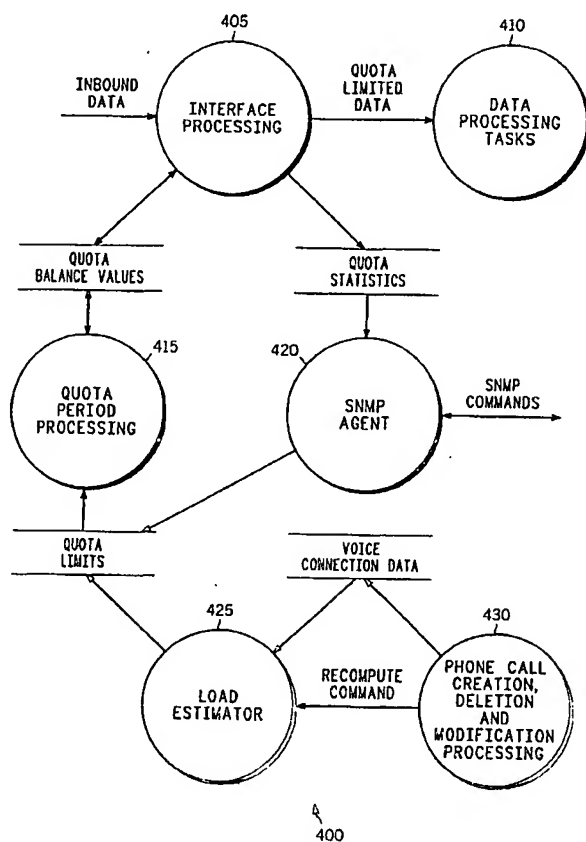 405
410
INBOUND
DATA
INTERFACE
PROCESSING
QUOTA
LIMITED
DATA
DATA
PROCESSING
TASKS
QUOTA
BALANCE VALUES
QUOTA
STATISTICS
415
420
QUOTA
PERIOD
PROCESSING
SNMP
AGENT
SNMP
COMMANDS
QUOTA
LIMITS
VOICE
CONNECTION DATA
425
430
LOAD
ESTIMATOR
RECOMPUTE
COMMAND
PHONE CALL
CREATION,
DELETION
AND
MODIFICATION
PROCESSING
400